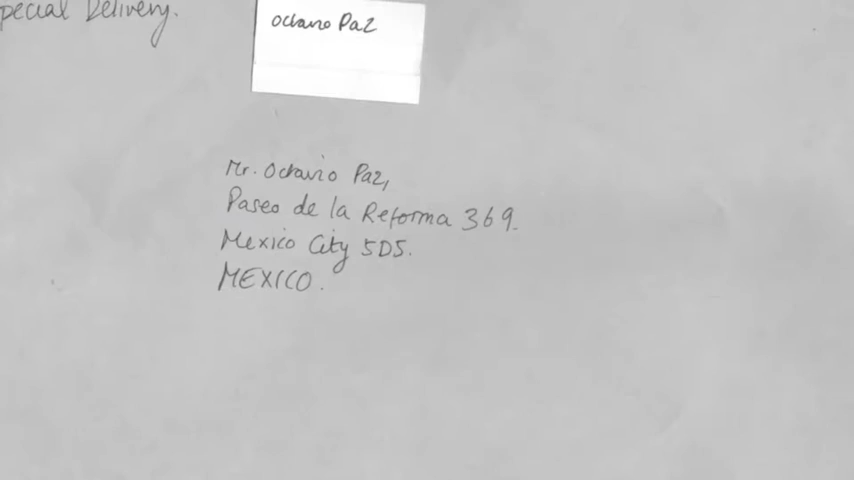 pecial Delivery.
Octavio Paz
Mr. Octavio Paz,
Paseo de la Reforma 369.
Mexico City 5D5.
MEXICO.